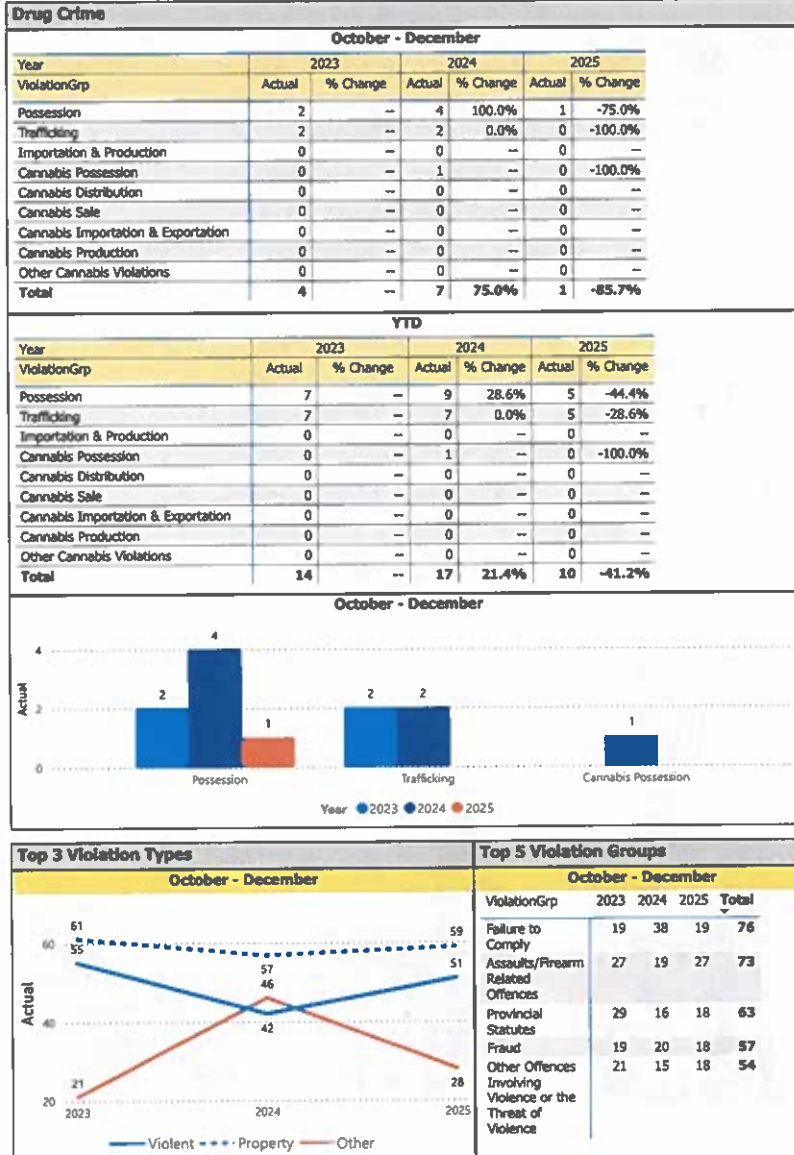 Drug Crime
October - December
Year 2023 2024 2025
ViolationGrp Actual % Change Actual % Change Actual % Change
Possession 2 -- 4 100.0% 1 -75.0%
Trafficking 2 -- 2 0.0% 0 -100.0%
Importation & Production 0 -- 0 -- 0 --
Cannabis Possession 0 -- 1 -- 0 -100.0%
Cannabis Distribution 0 -- 0 -- 0 --
Cannabis Sale 0 -- 0 -- 0 --
Cannabis Importation & Exportation 0 -- 0 -- 0 --
Cannabis Production 0 -- 0 -- 0 --
Other Cannabis Violations 0 -- 0 -- 0 --
Total 4 -- 7 75.0% 1 -85.7%
YTD
Year 2023 2024 2025
ViolationGrp Actual % Change Actual % Change Actual % Change
Possession 7 -- 9 28.6% 5 -44.4%
Trafficking 7 -- 7 0.0% 5 -28.6%
Importation & Production 0 -- 0 -- 0 --
Cannabis Possession 0 -- 1 -- 0 -100.0%
Cannabis Distribution 0 -- 0 -- 0 --
Cannabis Sale 0 -- 0 -- 0 --
Cannabis Importation & Exportation 0 -- 0 -- 0 --
Cannabis Production 0 -- 0 -- 0 --
Other Cannabis Violations 0 -- 0 -- 0 --
Total 14 -- 17 21.4% 10 -41.2%
October - December
Actual
4
2
0
2 4 1
2 2
1
Possession Trafficking Cannabis Possession
Year 2023 2024 2025
Top 3 Violation Types
October - December
Actual
60
40
20
61 57 59
55 42 51
21 46 28
2023 2024 2025
Violent Property Other
Top 5 Violation Groups
October - December
ViolationGrp 2023 2024 2025 Total
Failure to 19 38 19 76
Comply
Assaults/Firearm 27 19 27 73
Related
Offences
Provincial 29 16 18 63
Statutes
Fraud 19 20 18 57
Other Offences 21 15 18 54
Involving
Violence or the
Threat of
Violence